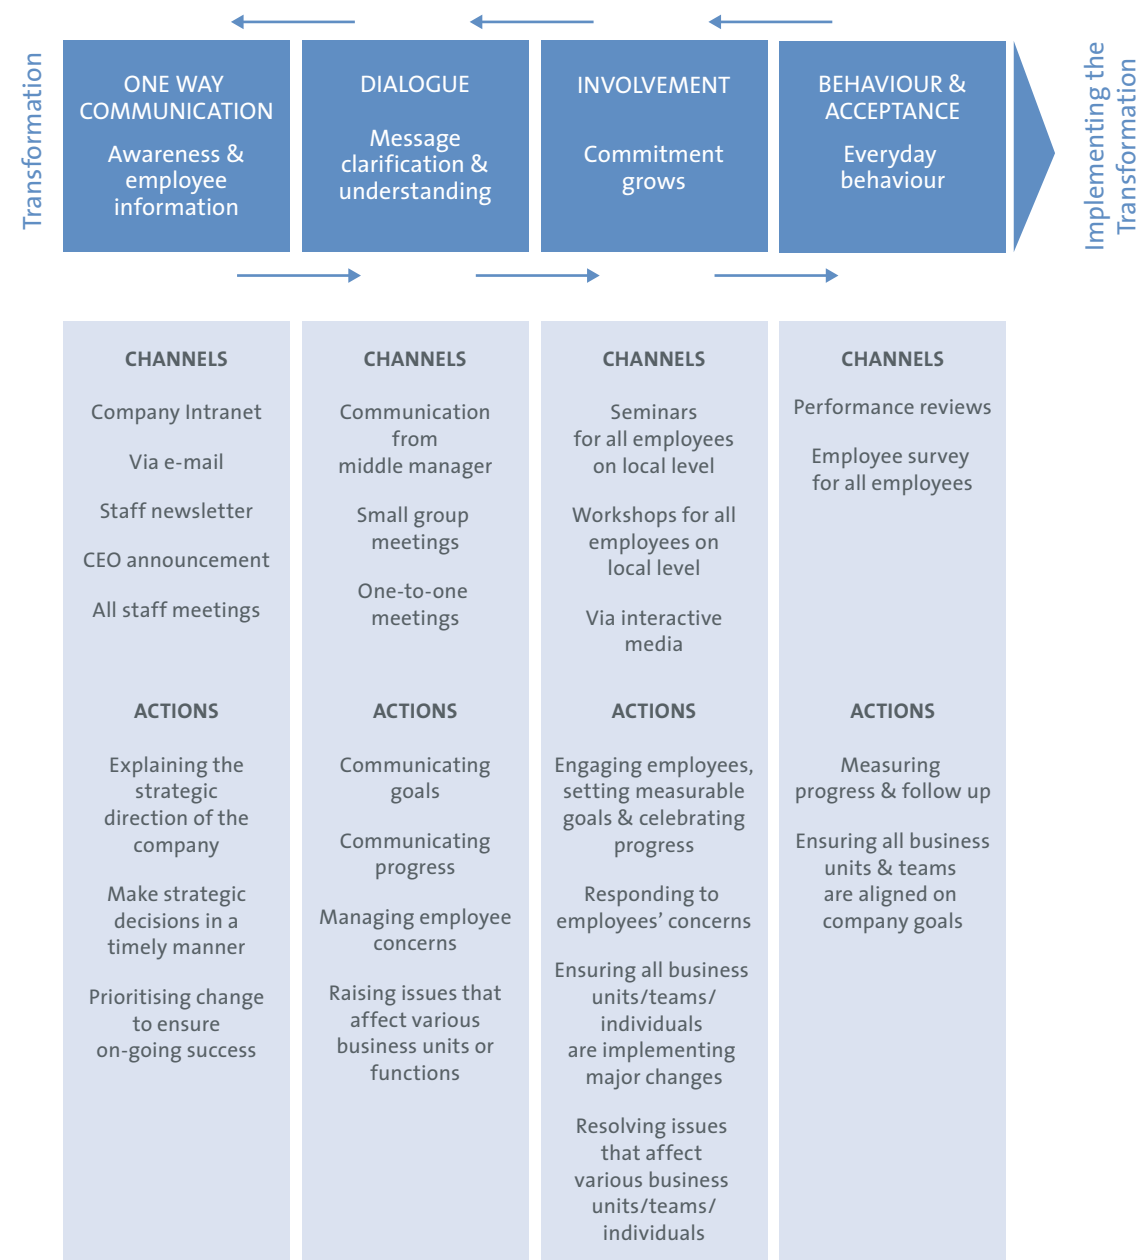 Transformation
ONE WAY
COMMUNICATION
Awareness &
employee
information
DIALOGUE
Message
clarification &
understanding
INVOLVEMENT
Commitment
grows
BEHAVIOUR &
ACCEPTANCE
Everyday
behaviour
Implementing the
Transformation
CHANNELS
Company Intranet
Via e-mail
Staff newsletter
CEO announcement
All staff meetings
ACTIONS
Explaining the
strategic
direction of the
company
Make strategic
decisions in a
timely manner
Prioritising change
to ensure
on-going success
CHANNELS
Communication
from
middle manager
Small group
meetings
One-to-one
meetings
ACTIONS
Communicating
goals
Communicating
progress
Managing employee
concerns
Raising issues that
affect various
business units or
functions
CHANNELS
Seminars
for all employees
on local level
Workshops for all
employees on
local level
Via interactive
media
ACTIONS
Engaging employees,
setting measurable
goals & celebrating
progress
Responding to
employees’ concerns
Ensuring all business
units/teams/
individuals
are implementing
major changes
Resolving issues
that affect
various business
units/teams/
individuals
CHANNELS
Performance reviews
Employee survey
for all employees
ACTIONS
Measuring
progress & follow up
Ensuring all business
units & teams
are aligned on
company goals